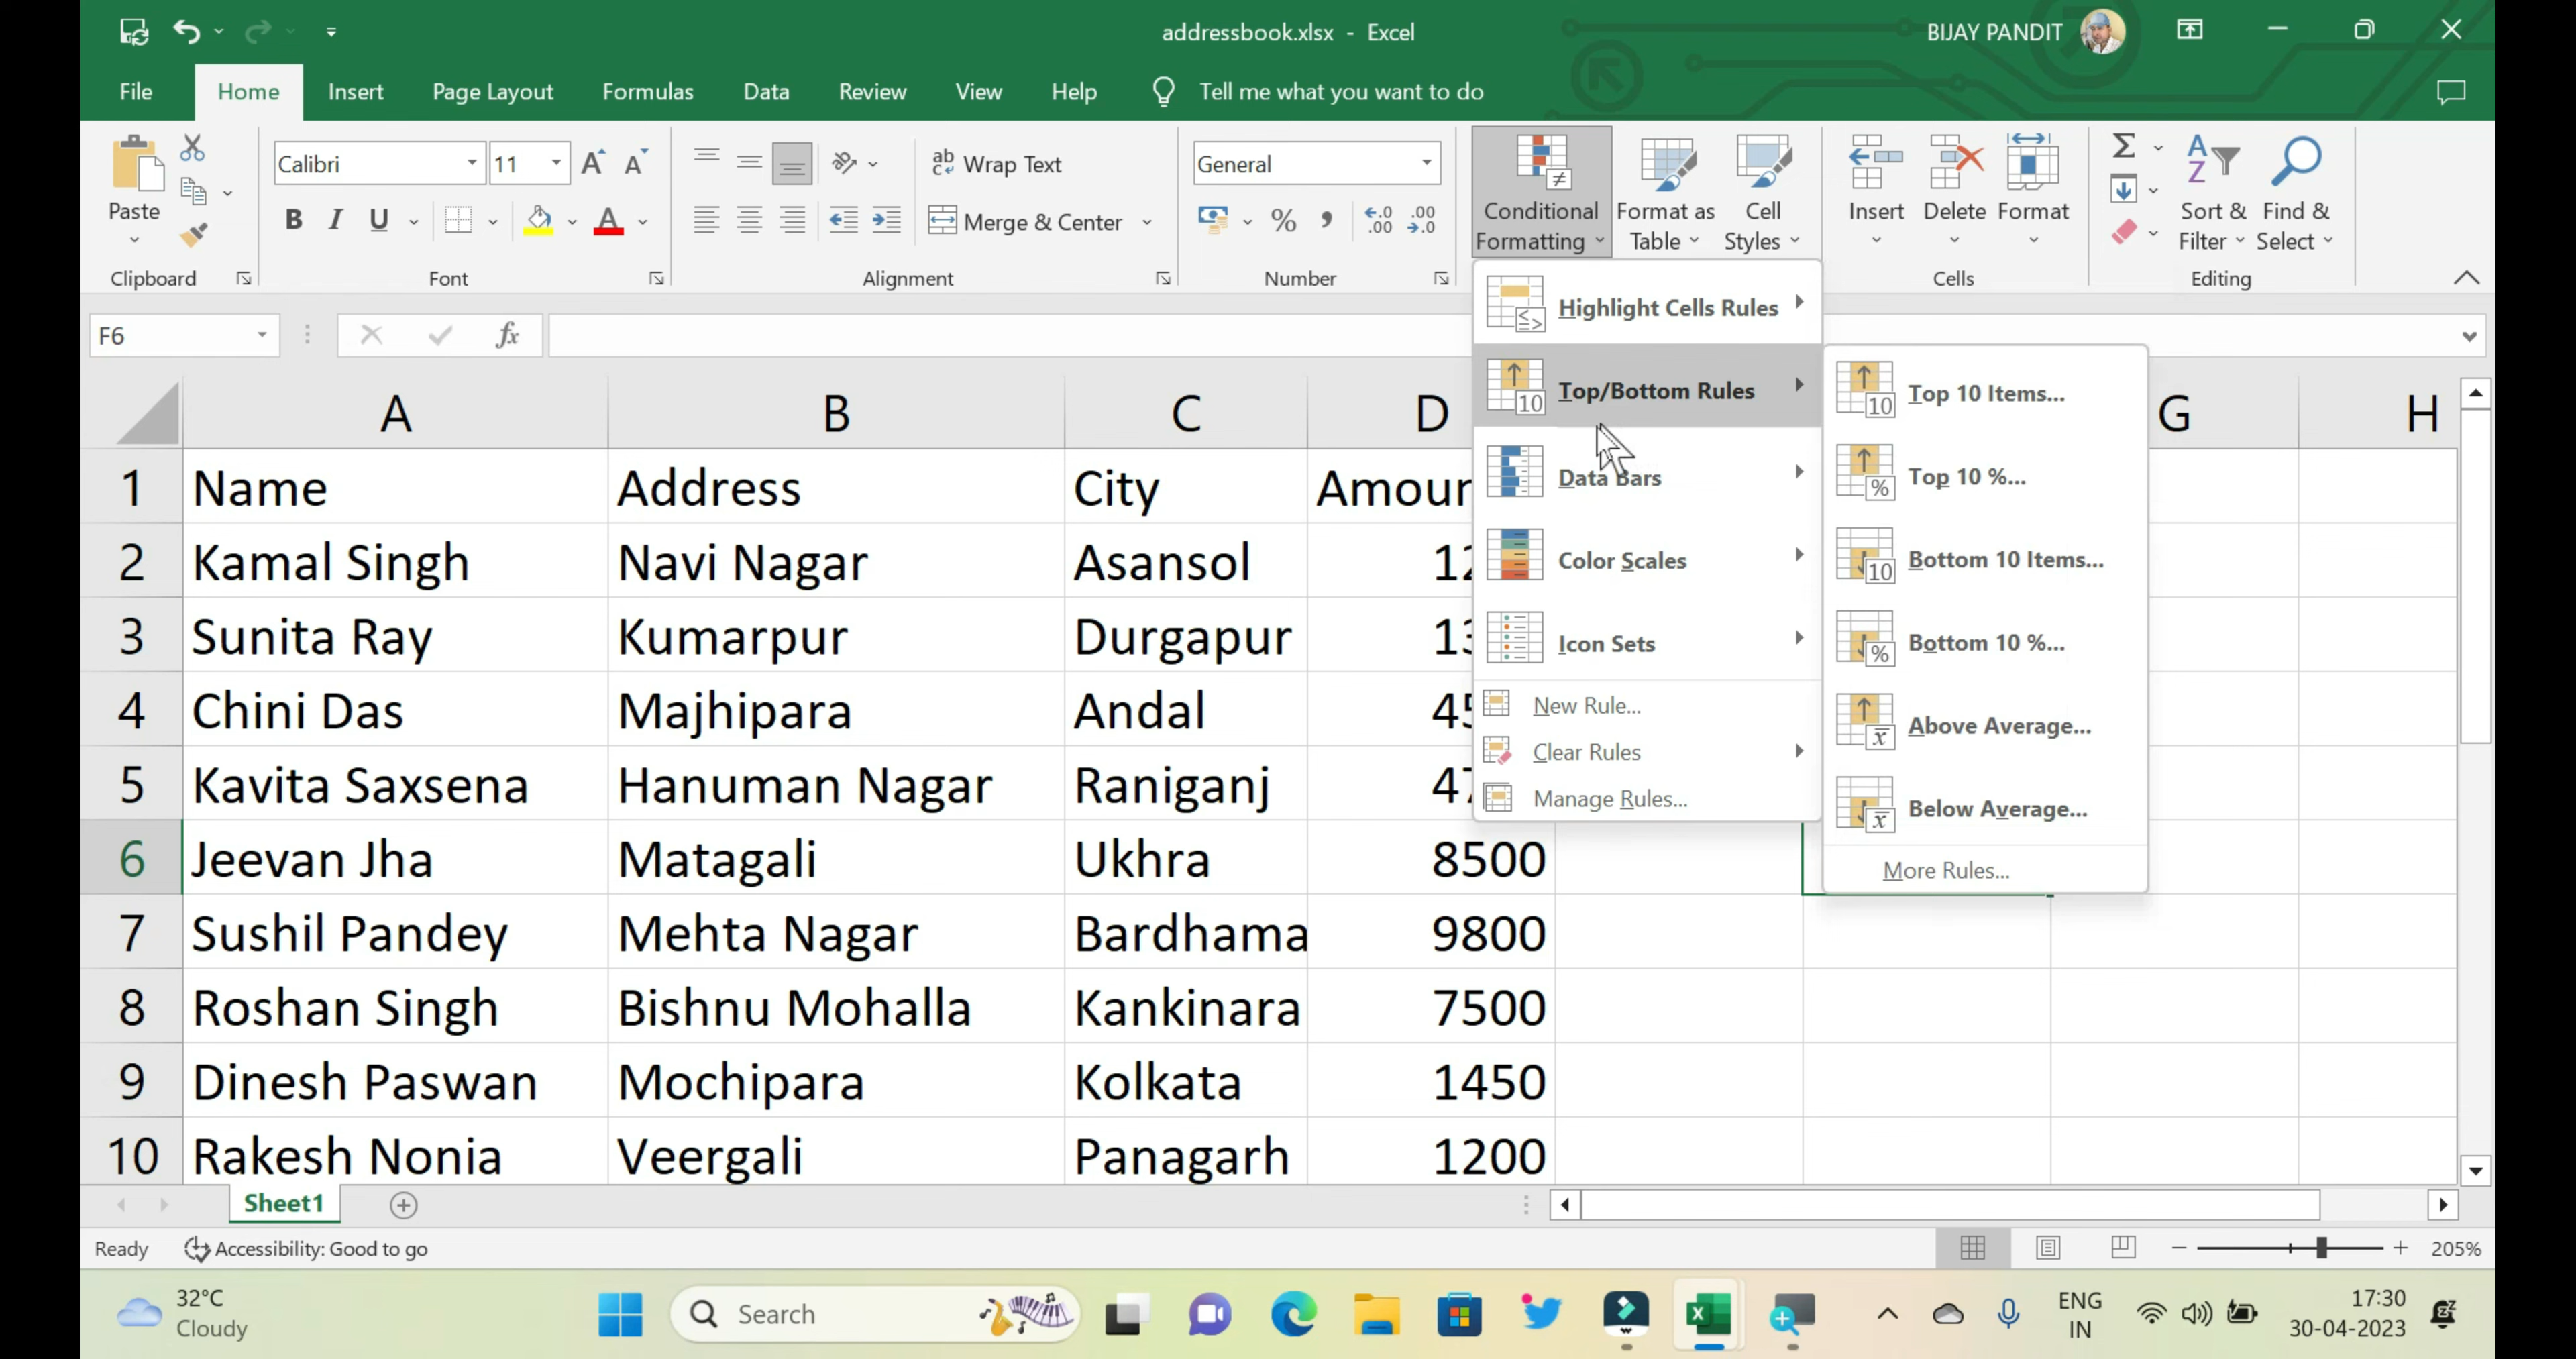 addressbook.xlsx - Excel
BIJAY PANDIT
File Home Insert Page Layout Formulas Data Review View Help Tell me what you want to do
Paste
Clipboard
Calibri 11
B I U A
Font
Wrap Text
Merge & Center
Alignment
General
% ,
Number
Conditional Formatting
Format as Table
Cell Styles
Insert Delete Format
Cells
Sort & Filter
Find & Select
Editing
Highlight Cells Rules
Top/Bottom Rules
Data Bars
Color Scales
Icon Sets
New Rule...
Clear Rules
Manage Rules...
Top 10 Items...
Top 10 %...
Bottom 10 Items...
Bottom 10 %...
Above Average...
Below Average...
More Rules...
F6 fx
A B C D G H
1 Name Address City
2 Kamal Singh Navi Nagar Asansol
3 Sunita Ray Kumarpur Durgapur
4 Chini Das Majhipara Andal
5 Kavita Saxsena Hanuman Nagar Raniganj
6 Jeevan Jha Matagali Ukhra 8500
7 Sushil Pandey Mehta Nagar Bardhama 9800
8 Roshan Singh Bishnu Mohalla Kankinara 7500
9 Dinesh Paswan Mochipara Kolkata 1450
10 Rakesh Nonia Veergali Panagarh 1200
Sheet1
Ready Accessibility: Good to go 205%
32°C
Cloudy
Search
ENG
IN
17:30
30-04-2023